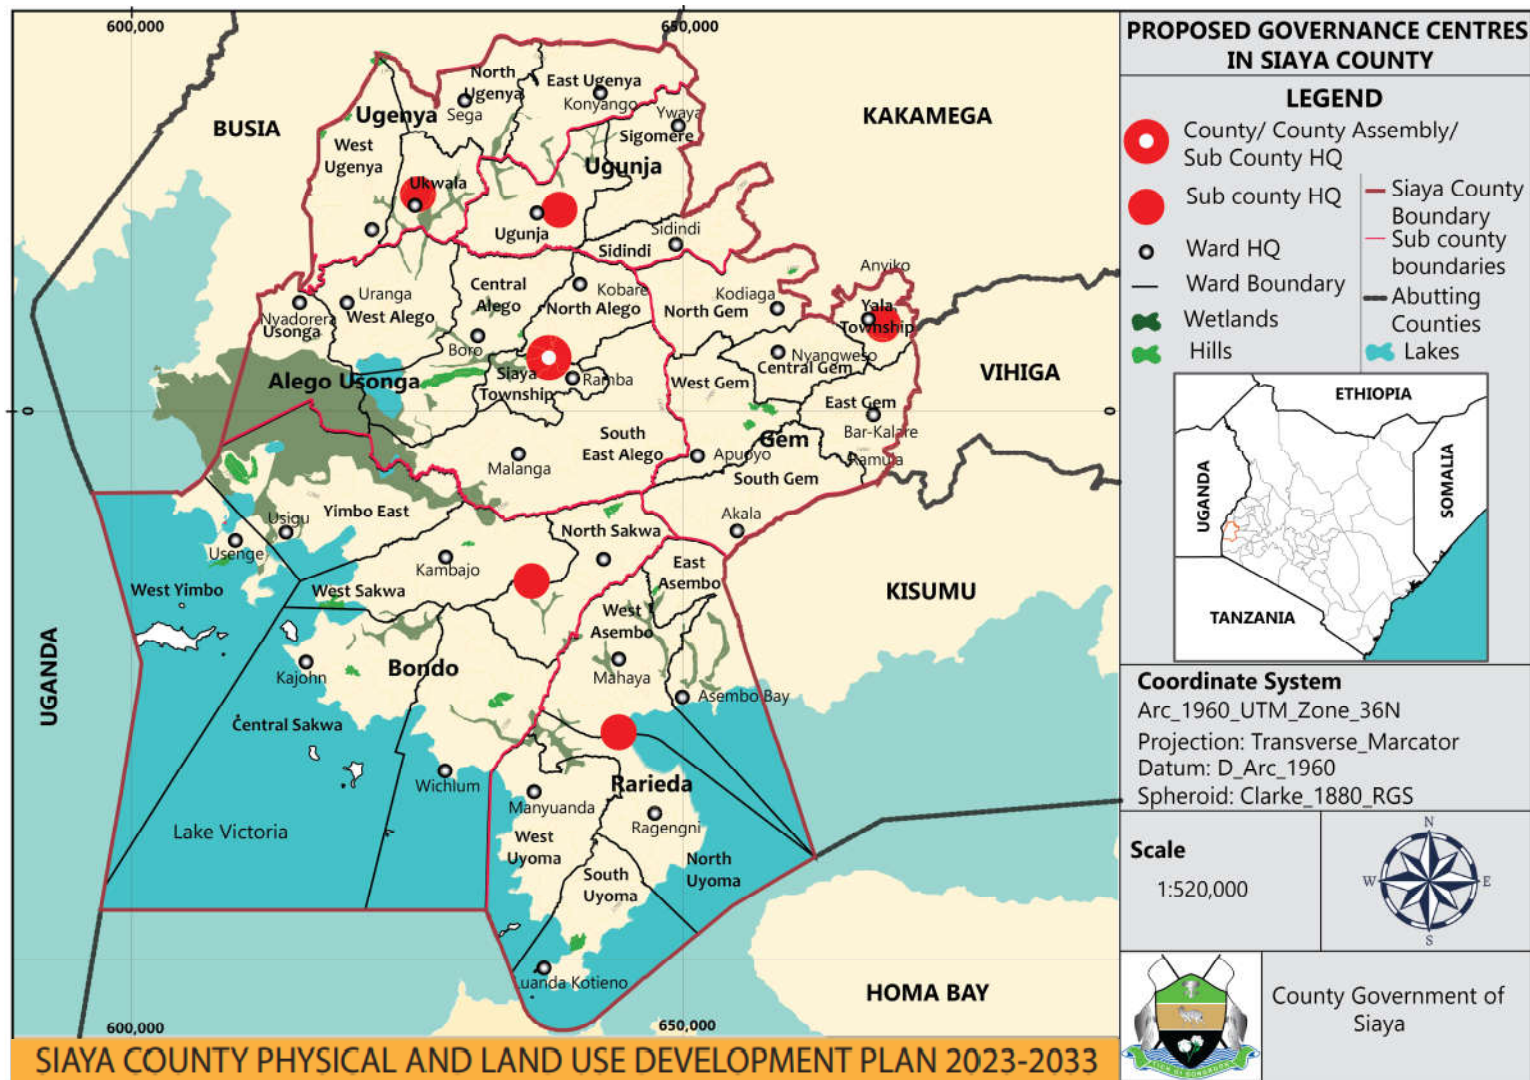 600,000
650,000
BUSIA
KAKAMEGA
North
Ugenya
Sega
East Ugenya
Konyango
Ywaya
Sigomere
Ugenya
West
Ugenya
Ugunja
Ukwala
Ugunja
Sidindi
Sidindi
Anyiko
Uranga
West Alego
Nyadorera
Usonga
Central
Alego
Kobare
North Alego
Kodiaga
North Gem
Yala
Township
Boro
Nyangweso
Central Gem
VIHIGA
Alego Usonga
Siaya
Township
Ramba
West Gem
East Gem
0
0
Bar-Kalare
Gem
South
East Alego
Malanga
Apuoyo
Ramula
South Gem
Yimbo East
Usigu
Usenge
North Sakwa
Akala
Kambajo
East
Asembo
West Yimbo
West Sakwa
KISUMU
West
Asembo
UGANDA
Bondo
Kajohn
Mahaya
Asembo Bay
Central Sakwa
Wichlum
Rarieda
Manyuanda
Ragengni
Lake Victoria
West
Uyoma
North
Uyoma
South
Uyoma
uanda Kotieno
HOMA BAY
600,000
650,000
SIAYA COUNTY PHYSICAL AND LAND USE DEVELOPMENT PLAN 2023-2033
PROPOSED GOVERNANCE CENTRES
IN SIAYA COUNTY
LEGEND
County/ County Assembly/
Sub County HQ
Sub county HQ
Ward HQ
Ward Boundary
Wetlands
Hills
Siaya County
Boundary
Sub county
boundaries
Abutting
Counties
Lakes
ETHIOPIA
UGANDA
SOMALIA
TANZANIA
Coordinate System
Arc_1960_UTM_Zone_36N
Projection: Transverse_Marcator
Datum: D_Arc_1960
Spheroid: Clarke_1880_RGS
Scale
1:520,000
N
W
E
S
County Government of
Siaya